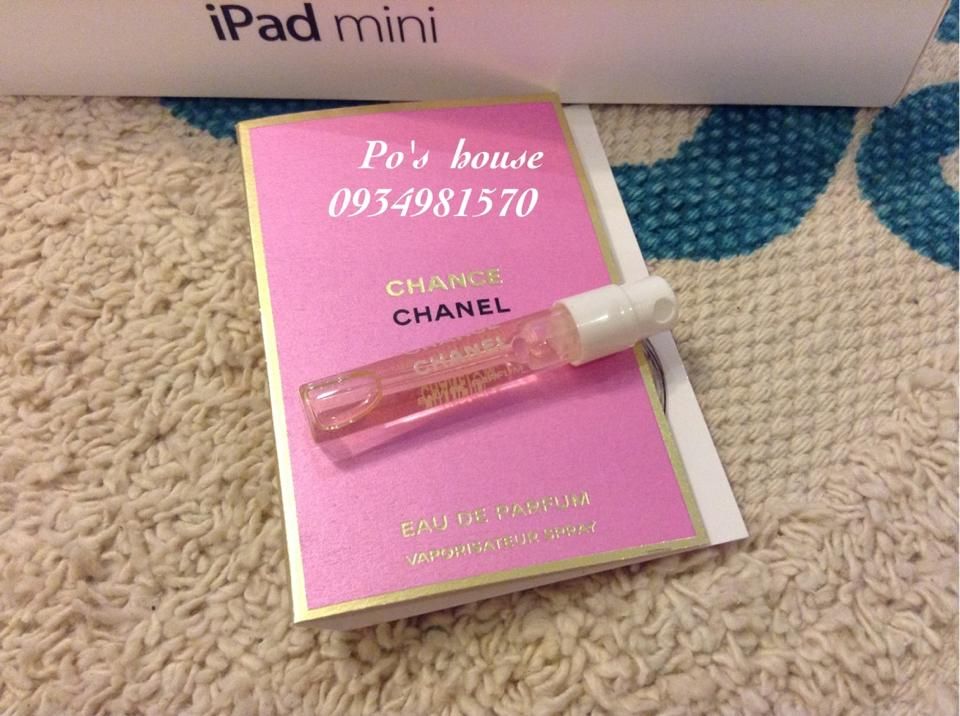 iPad mini
Po's house
0934981570
CHANCE
CHANEL
CHANEL
EAU DE PARFUM
VAPORISATEUR SPRAY